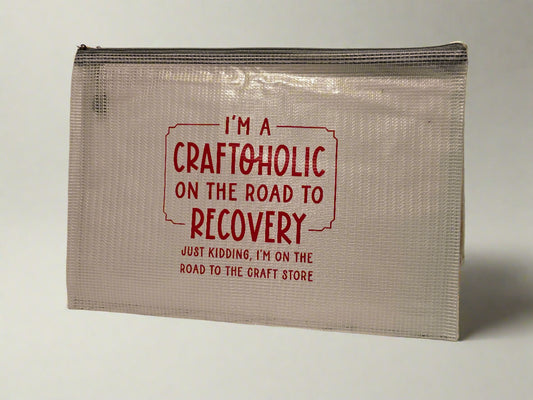 I'M A
CRAFTOHOLIC
ON THE ROAD TO
RECOVERY
JUST KIDDING, I'M ON THE
ROAD TO THE CRAFT STORE